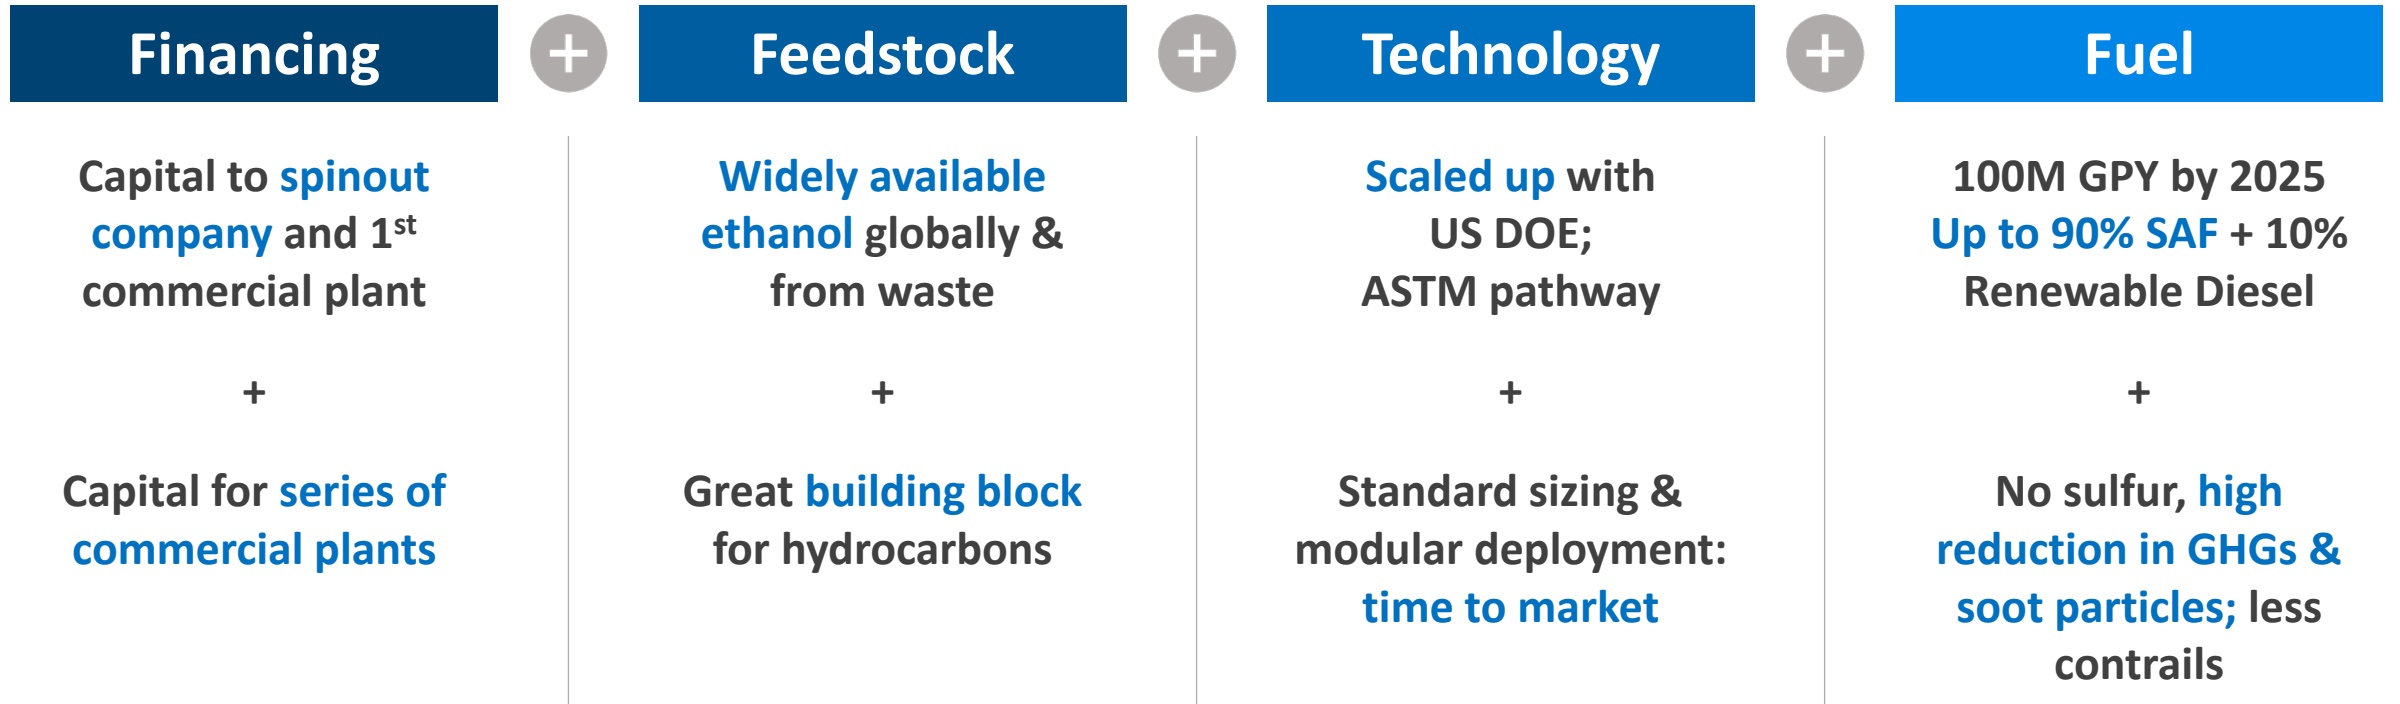 Financing
+
Feedstock
+
Technology
+
Fuel
Capital to spinout
company and 1st
commercial plant
+
Capital for series of
commercial plants
Widely available
ethanol globally &
from waste
+
Great building block
for hydrocarbons
Scaled up with
US DOE;
ASTM pathway
+
Standard sizing &
modular deployment:
time to market
100M GPY by 2025
Up to 90% SAF + 10%
Renewable Diesel
+
No sulfur, high
reduction in GHGs &
soot particles; less
contrails